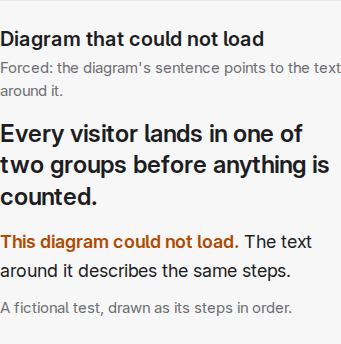 Diagram that could not load
Forced: the diagram's sentence points to the text
around it.
Every visitor lands in one of
two groups before anything is
counted.
This diagram could not load. The text
around it describes the same steps.
A fictional test, drawn as its steps in order.